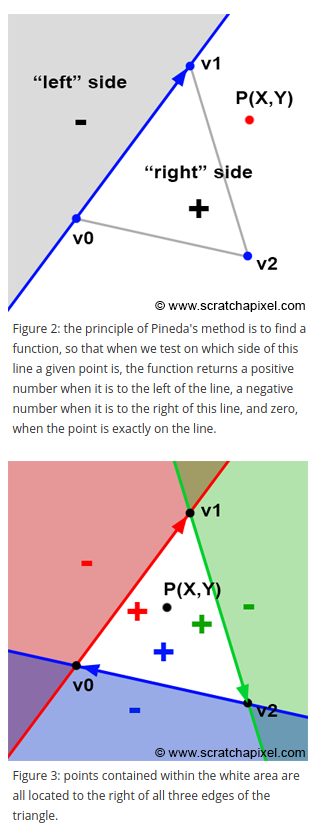 v1
"left" side
P(X,Y)
-
"right" side
+
v0
v2
© www.scratchapixel.com
Figure 2: the principle of Pineda's method is to find a
function, so that when we test on which side of this
line a given point is, the function returns a positive
number when it is to the left of the line, a negative
number when it is to the right of this line, and zero,
when the point is exactly on the line.
v1
-
P(X,Y)
-
+
+
+
v0
-
v2
© www.scratchapixel.com
Figure 3: points contained within the white area are
all located to the right of all three edges of the
triangle.